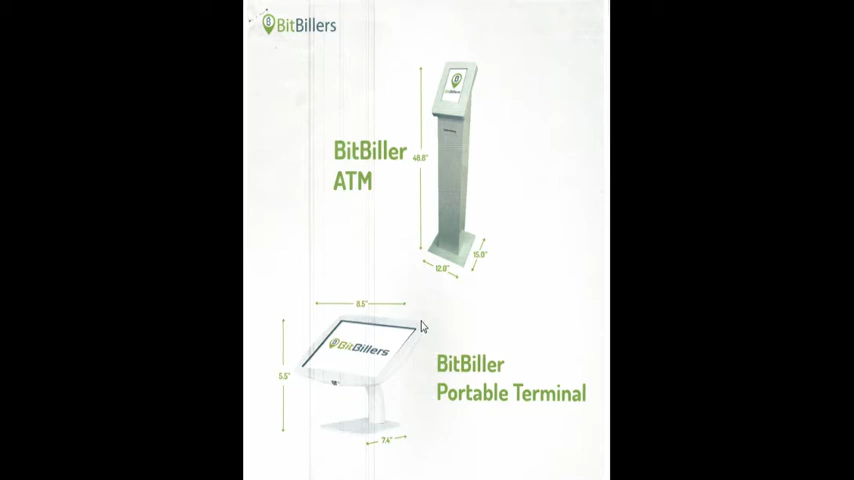 BitBillers
BitBiller
ATM
48.8"
15.0"
12.0"
8.5"
BitBillers
5.5"
7.4"
BitBiller
Portable Terminal